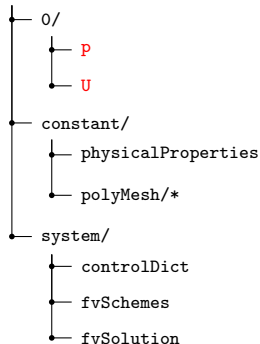 0/
p
U
constant/
physicalProperties
polyMesh/*
system/
controlDict
fvSchemes
fvSolution